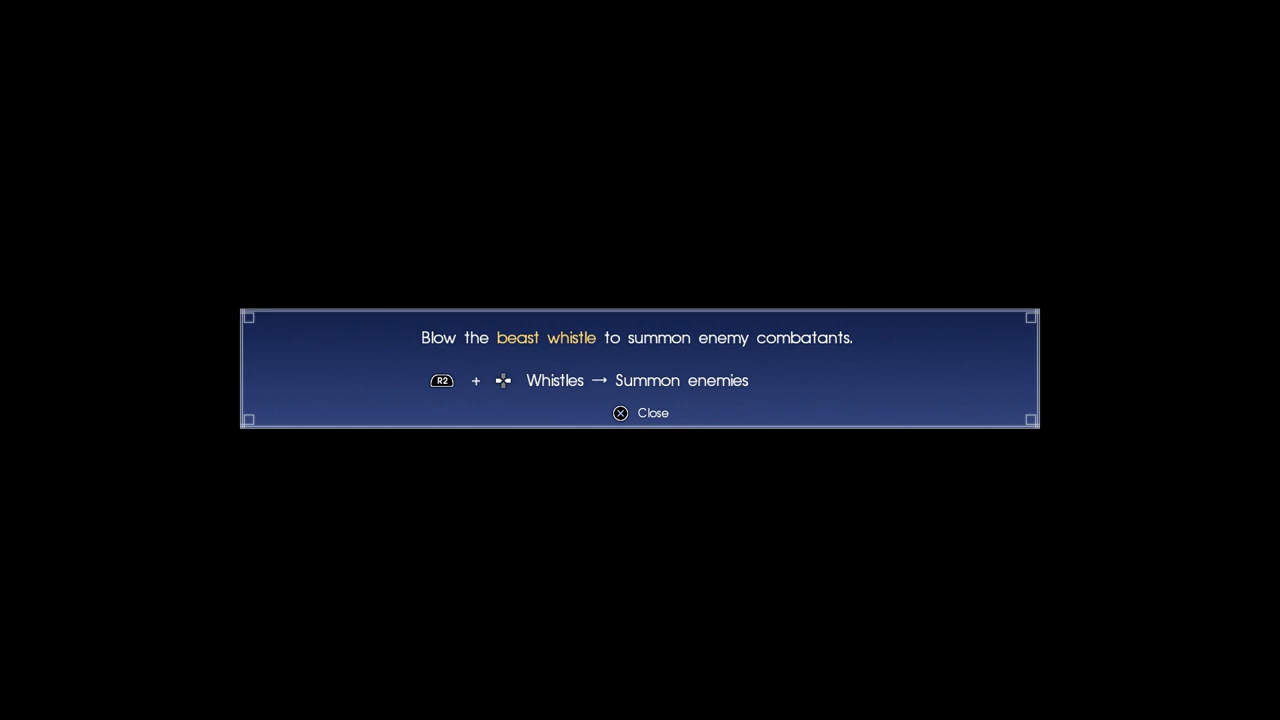 Blow the beast whistle to summon enemy combatants.
R2 + Whistles → Summon enemies
Close